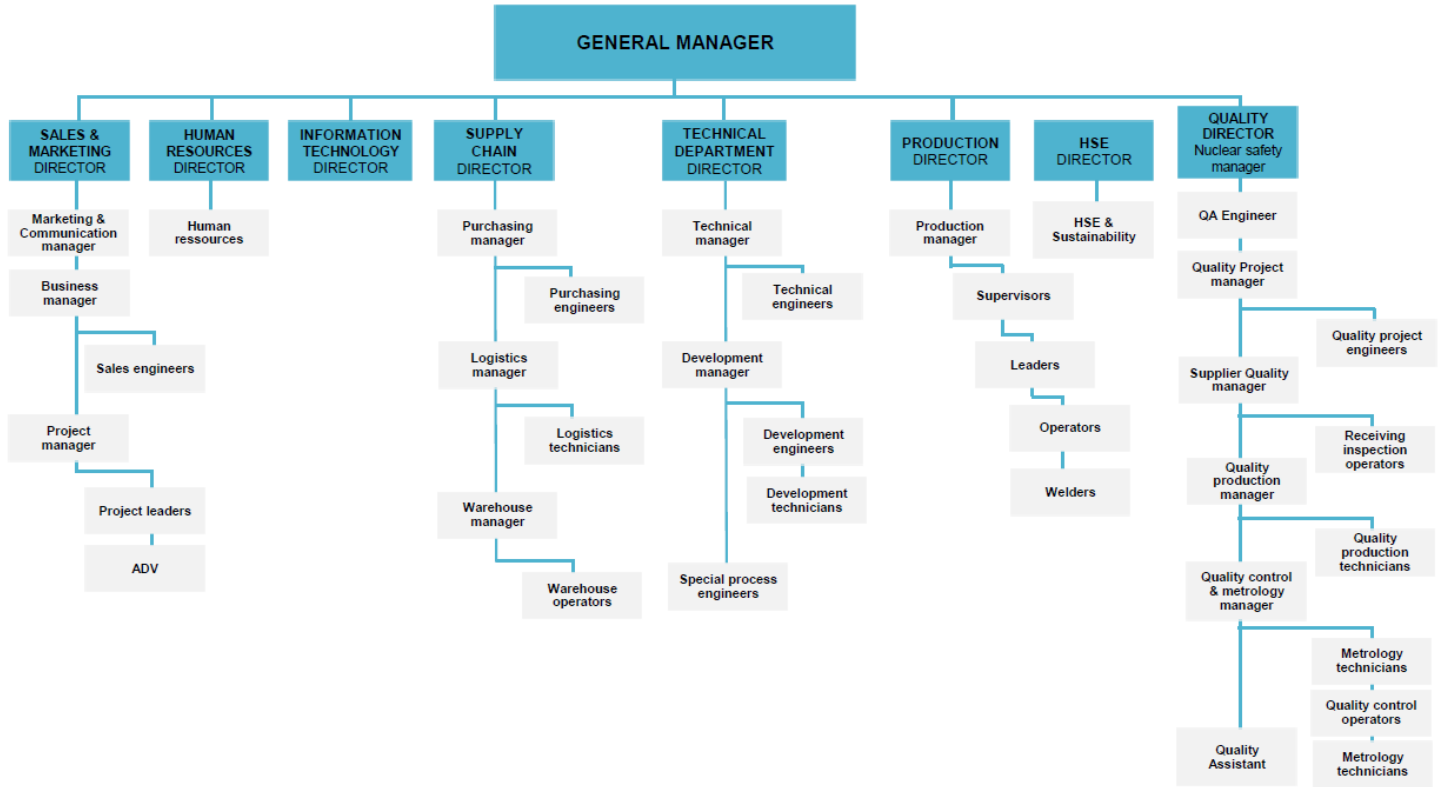 GENERAL MANAGER
SALES &
MARKETING
DIRECTOR
HUMAN
RESOURCES
DIRECTOR
INFORMATION
TECHNOLOGY
DIRECTOR
SUPPLY
CHAIN
DIRECTOR
TECHNICAL
DEPARTMENT
DIRECTOR
PRODUCTION
DIRECTOR
HSE
DIRECTOR
QUALITY
DIRECTOR
Nuclear safety
manager
Marketing &
Communication
manager
Business
manager
Sales engineers
Project
manager
Project leaders
ADV
Human
ressources
Purchasing
manager
Purchasing
engineers
Logistics
manager
Logistics
technicians
Warehouse
manager
Warehouse
operators
Technical
manager
Technical
engineers
Development
manager
Development
engineers
Development
technicians
Special process
engineers
Production
manager
Supervisors
Leaders
Operators
Welders
HSE &
Sustainability
QA Engineer
Quality Project
manager
Quality project
engineers
Supplier Quality
manager
Receiving
inspection
operators
Quality
production
manager
Quality
production
technicians
Quality control
& metrology
manager
Metrology
technicians
Quality control
operators
Metrology
technicians
Quality
Assistant